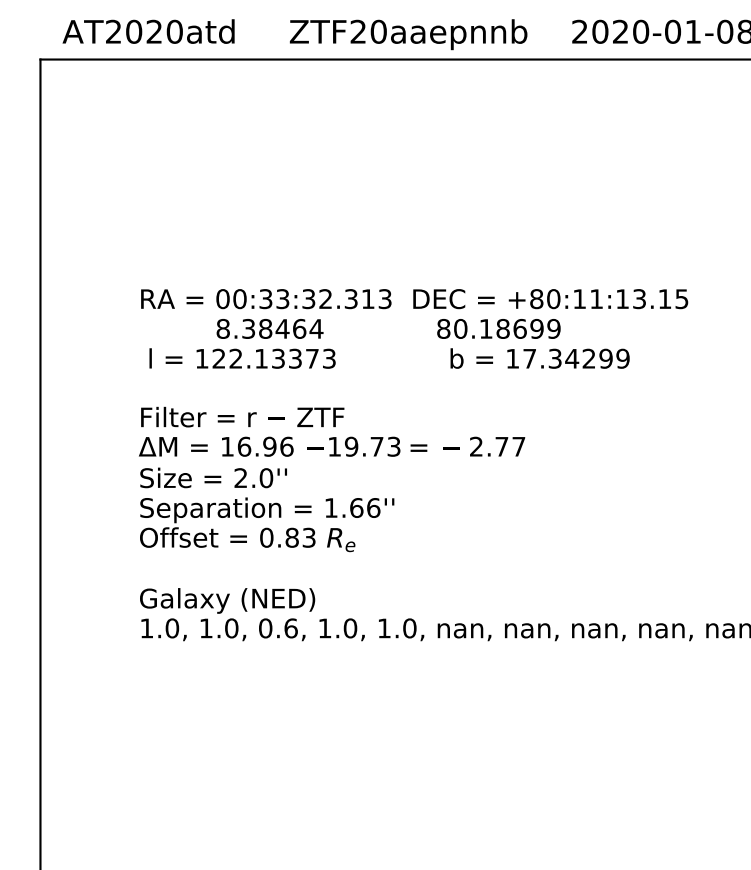 AT2020atd ZTF20aaepnnb 2020-01-08
RA = 00:33:32.313 DEC = +80:11:13.15
8.38464 80.18699
l = 122.13373 b = 17.34299
Filter = r − ZTF
ΔM = 16.96 −19.73 = − 2.77
Size = 2.0''
Separation = 1.66''
Offset = 0.83 Rₑ
Galaxy (NED)
1.0, 1.0, 0.6, 1.0, 1.0, nan, nan, nan, nan, nan